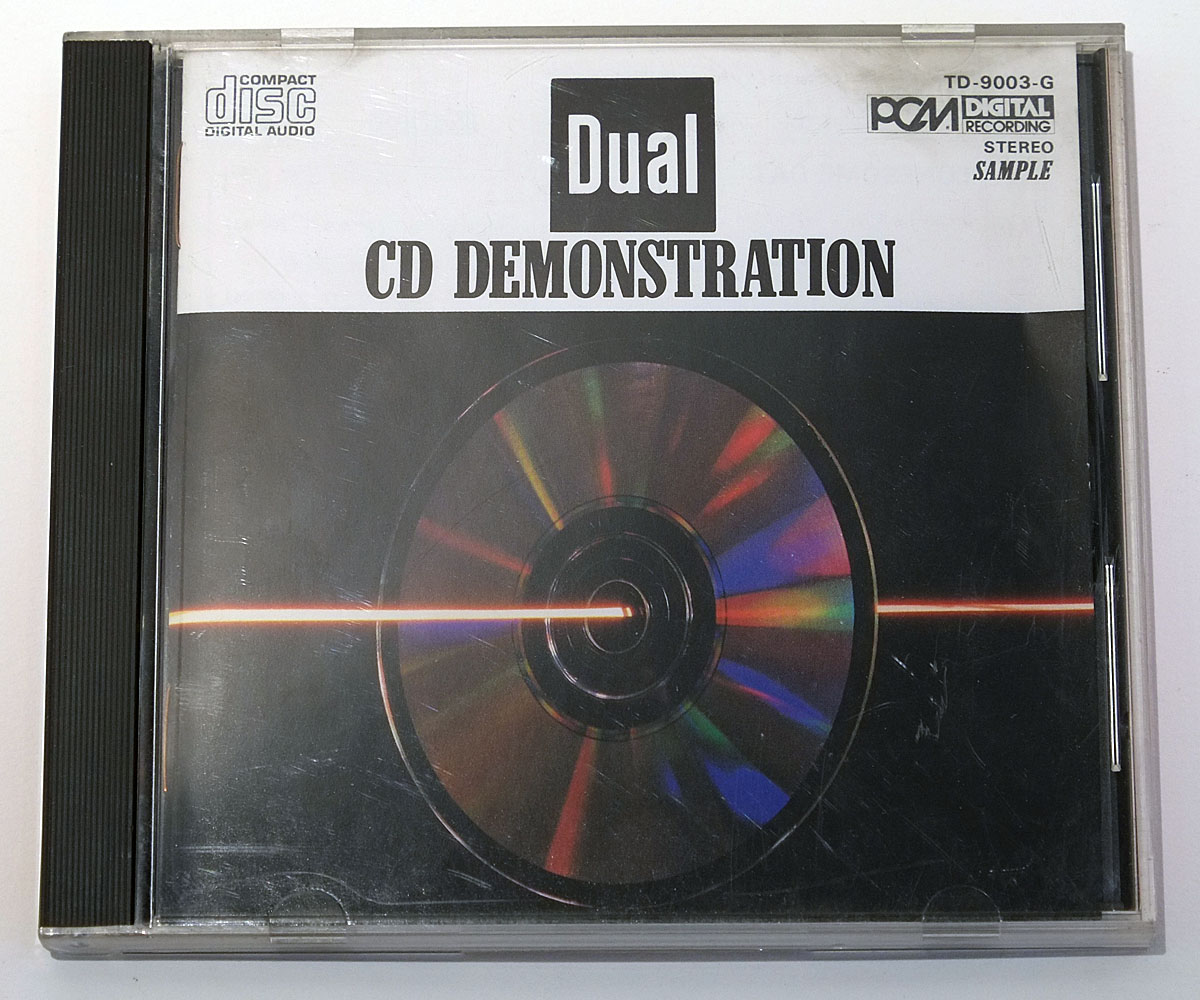 COMPACT
disc
DIGITAL AUDIO
Dual
TD-9003-G
PCM DIGITAL
RECORDING
STEREO
SAMPLE
CD DEMONSTRATION